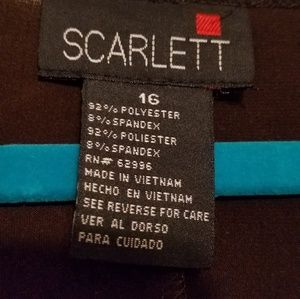 SCARLETT
16
92% POLYESTER
8% SPANDEX
92% POLIESTER
8% SPANDEX
RN# 62996
MADE IN VIETNAM
HECHO EN VIETNAM
SEE REVERSE FOR CARE
VER AL DORSO
PARA CUIDADO